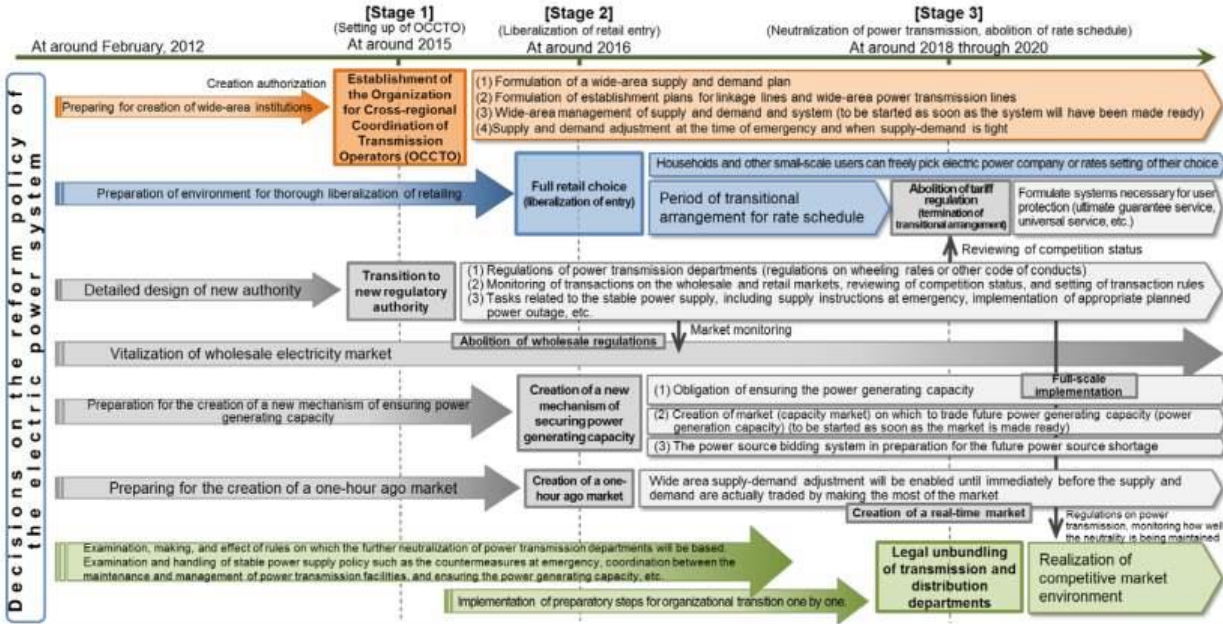 [Stage 1]
(Setting up of OCCTO)
At around 2015
[Stage 2]
(Liberalization of retail entry)
At around 2016
[Stage 3]
(Neutralization of power transmission, abolition of rate schedule)
At around 2018 through 2020
At around February, 2012
Decisions on the reform policy of
the electric power system
Creation authorization
Preparing for creation of wide-area institutions
Establishment of
the Organization
for Cross-regional
Coordination of
Transmission
Operators (OCCTO)
(1) Formulation of a wide-area supply and demand plan
(2) Formulation of establishment plans for linkage lines and wide-area power transmission lines
(3) Wide-area management of supply and demand and system (to be started as soon as the system will have been made ready)
(4)Supply and demand adjustment at the time of emergency and when supply-demand is tight
Preparation of environment for thorough liberalization of retailing
Full retail choice
(liberalization of entry)
Households and other small-scale users can freely pick electric power company or rates setting of their choice
Period of transitional
arrangement for rate schedule
Abolition of tariff
regulation
(termination of
transitional arrangement)
Formulate systems necessary for user
protection (ultimate guarantee service,
universal service, etc.)
Reviewing of competition status
Detailed design of new authority
Transition to
new regulatory
authority
(1) Regulations of power transmission departments (regulations on wheeling rates or other code of conducts)
(2) Monitoring of transactions on the wholesale and retail markets, reviewing of competition status, and setting of transaction rules
(3) Tasks related to the stable power supply, including supply instructions at emergency, implementation of appropriate planned
power outage, etc.
Abolition of wholesale regulations
Market monitoring
Vitalization of wholesale electricity market
Preparation for the creation of a new mechanism of ensuring power
generating capacity
Creation of a new
mechanism of
securing power
generating capacity
(1) Obligation of ensuring the power generating capacity
Full-scale
implementation
(2) Creation of market (capacity market) on which to trade future power generating capacity (power
generation capacity) (to be started as soon as the market is made ready)
(3) The power source bidding system in preparation for the future power source shortage
Preparing for the creation of a one-hour ago market
Creation of a one-
hour ago market
Wide area supply-demand adjustment will be enabled until immediately before the supply and
demand are actually traded by making the most of the market
Creation of a real-time market
Regulations on power
transmission, monitoring how well
the neutrality is being maintained
Examination, making, and effect of rules on which the further neutralization of power transmission departments will be based.
Examination and handling of stable power supply policy such as the countermeasures at emergency, coordination between the
maintenance and management of power transmission facilities, and ensuring the power generating capacity, etc.
Implementation of preparatory steps for organizational transition one by one.
Legal unbundling
of transmission and
distribution
departments
Realization of
competitive market
environment